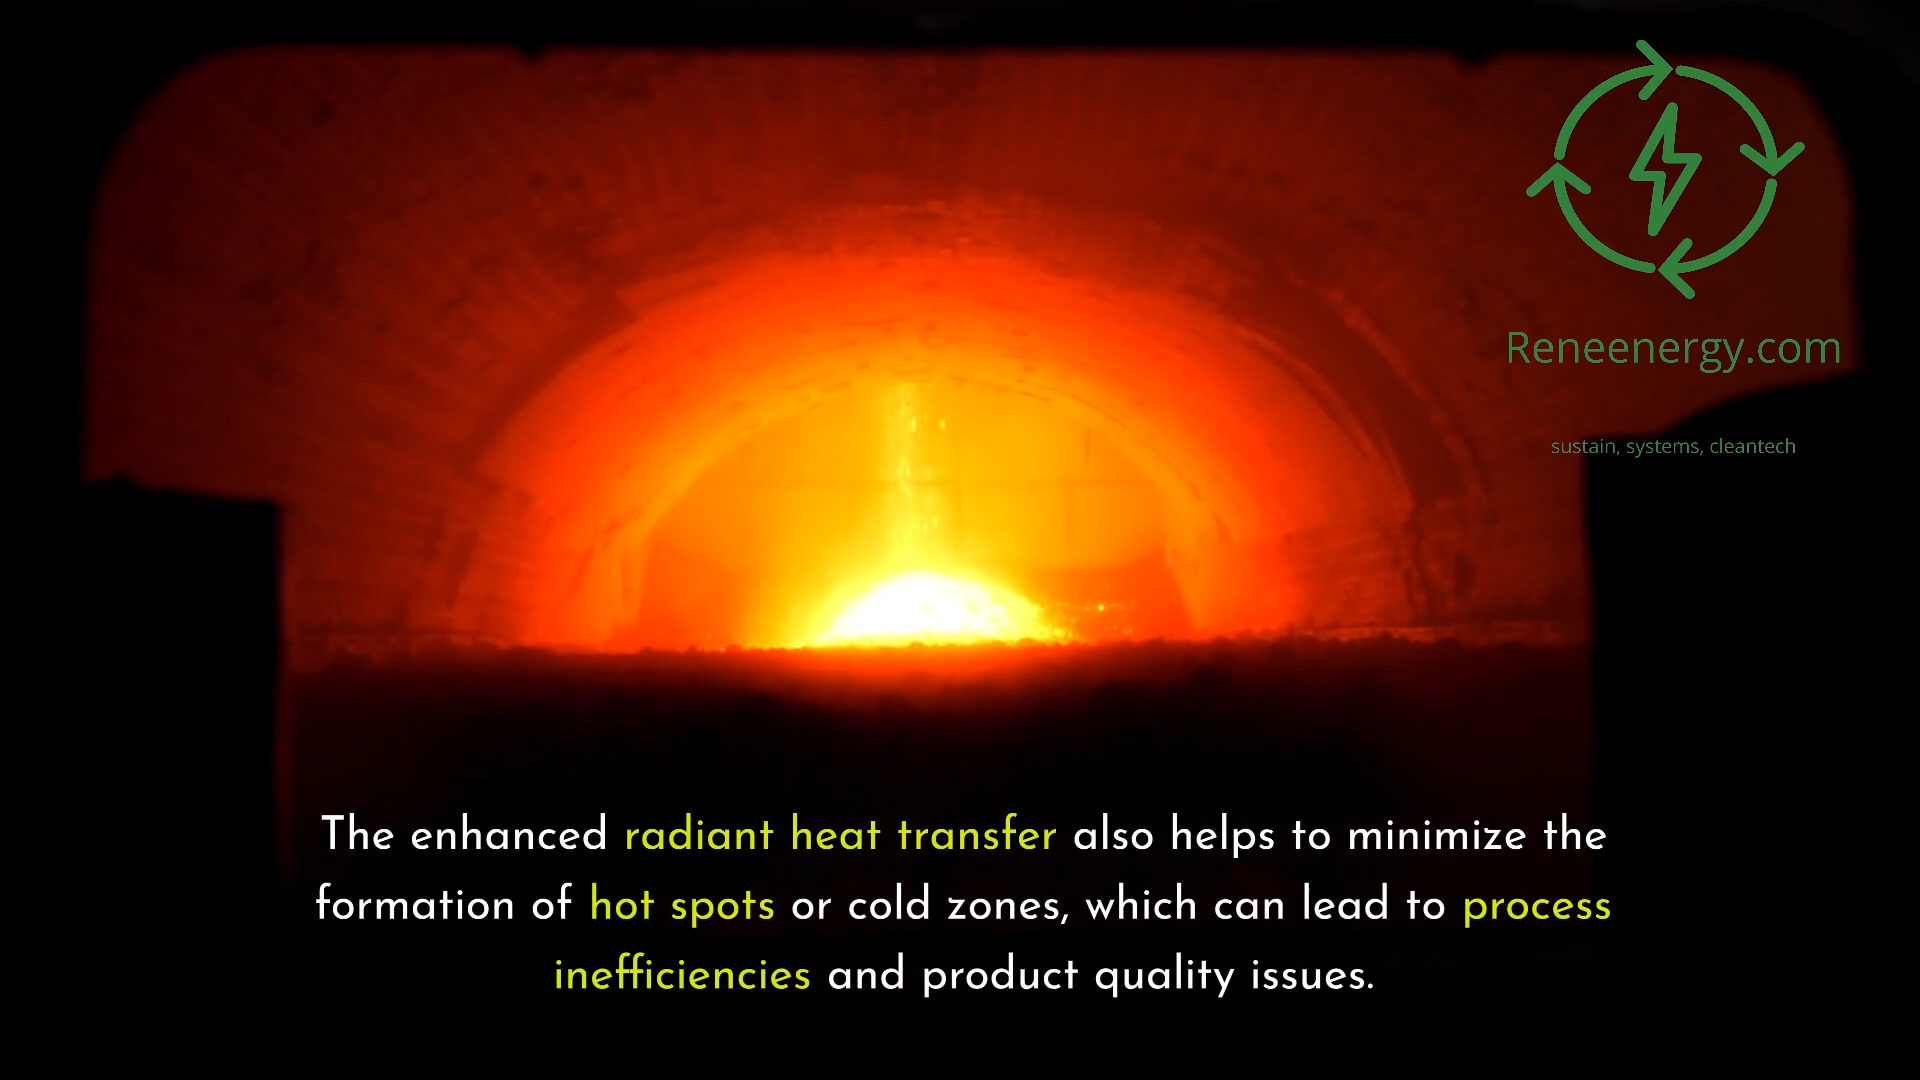 Reneenergy.com
sustain, systems, cleantech
The enhanced radiant heat transfer also helps to minimize the
formation of hot spots or cold zones, which can lead to process
inefficiencies and product quality issues.